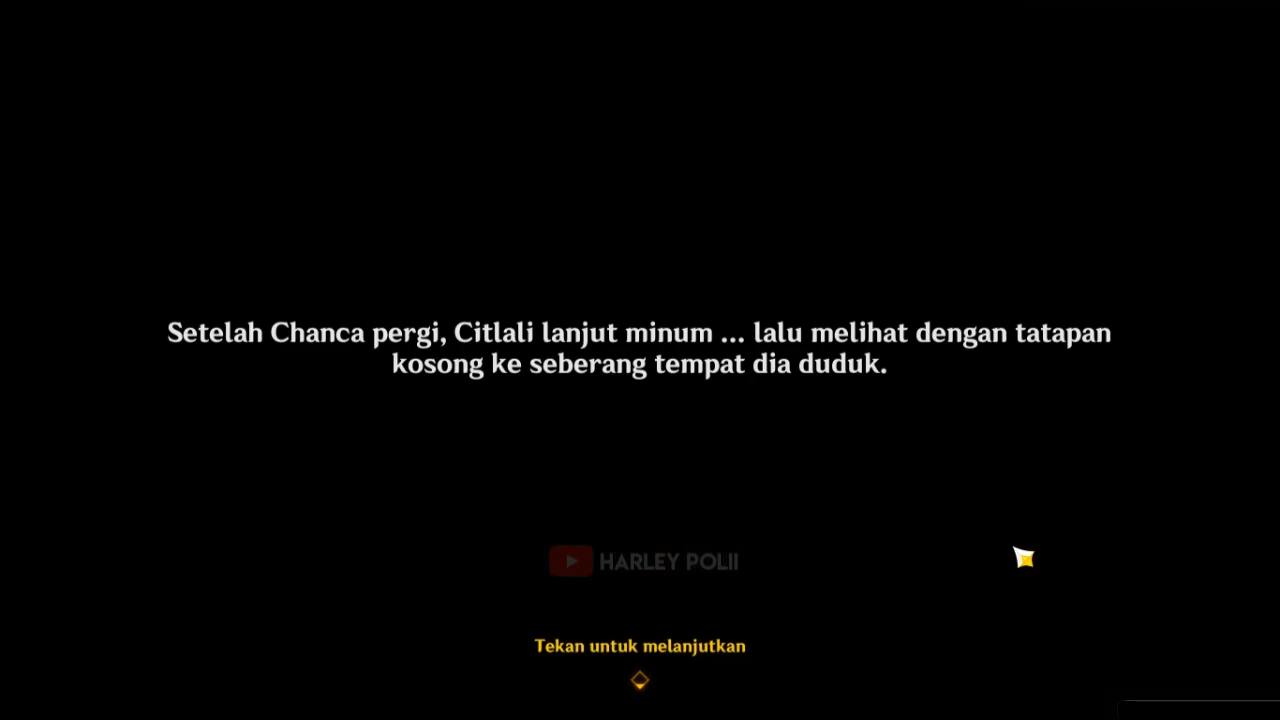 Setelah Chanca pergi, Citlali lanjut minum ... lalu melihat dengan tatapan
kosong ke seberang tempat dia duduk.
HARLEY POLII
Tekan untuk melanjutkan